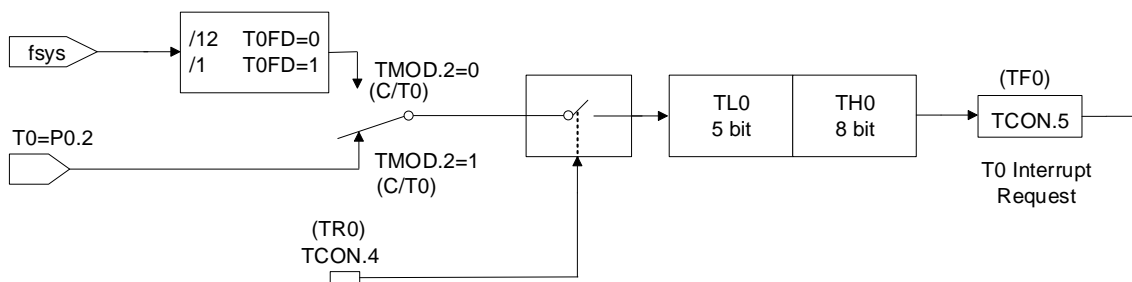 /12 T0FD=0
/1 T0FD=1
fsys
TMOD.2=0
(C/T0)
T0=P0.2
TMOD.2=1
(C/T0)
(TR0)
TCON.4
TL0
5 bit
TH0
8 bit
(TF0)
TCON.5
T0 Interrupt
Request